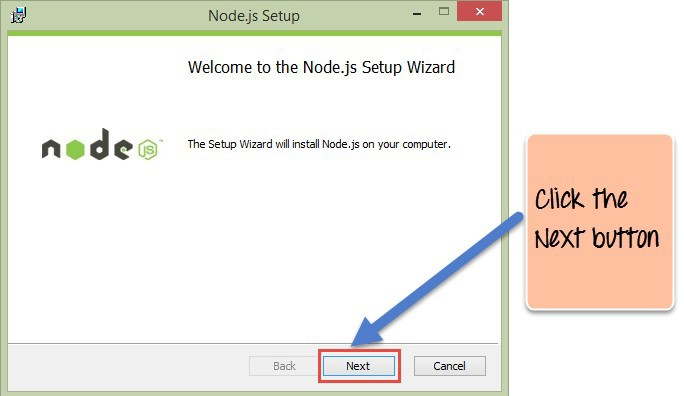 Node.js Setup
Welcome to the Node.js Setup Wizard
node JS™
The Setup Wizard will install Node.js on your computer.
Click the
Next button
Back
Next
Cancel